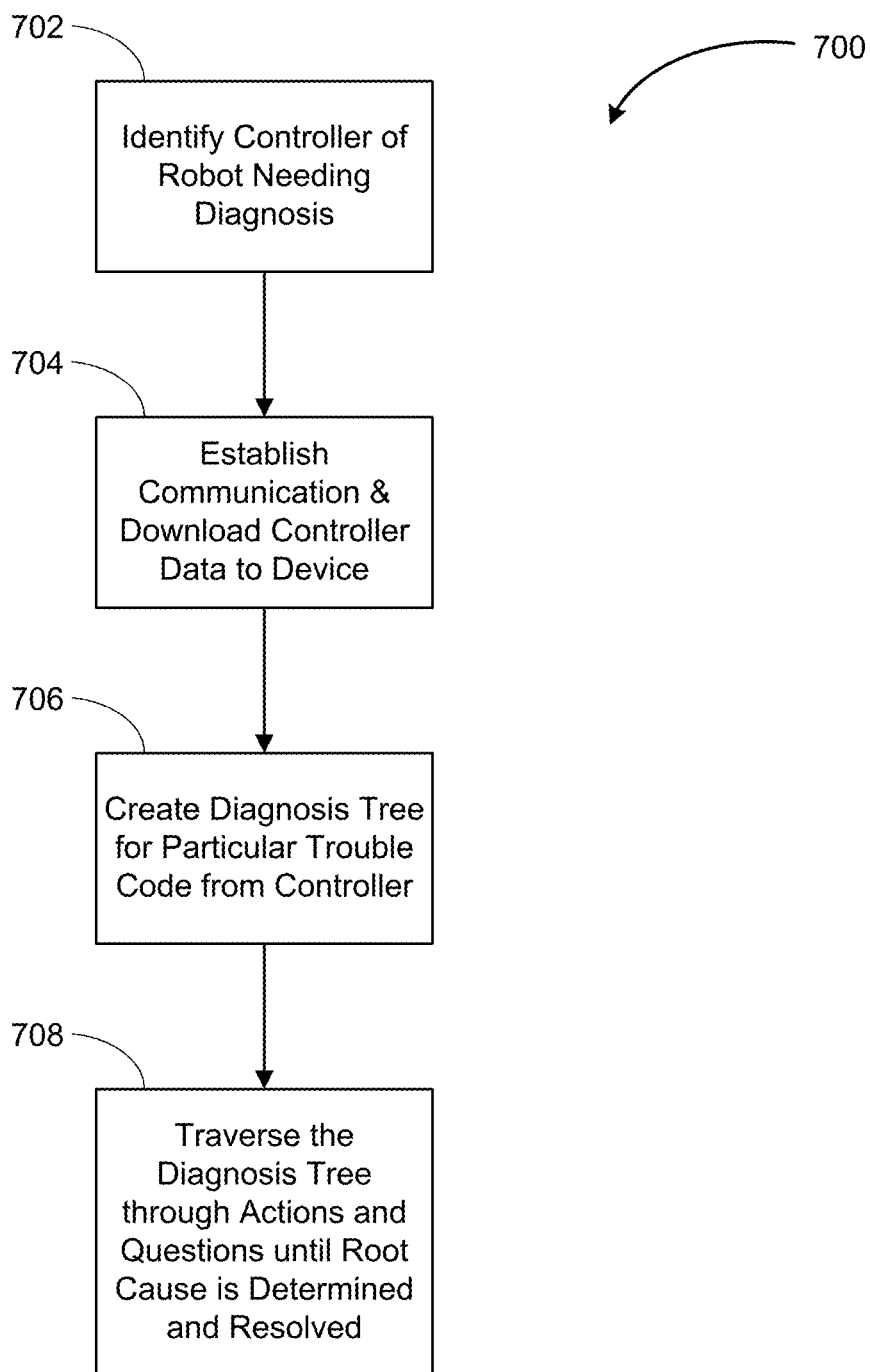 702
700
Identify Controller of
Robot Needing
Diagnosis
704
Establish
Communication &
Download Controller
Data to Device
706
Create Diagnosis Tree
for Particular Trouble
Code from Controller
708
Traverse the
Diagnosis Tree
through Actions and
Questions until Root
Cause is Determined
and Resolved